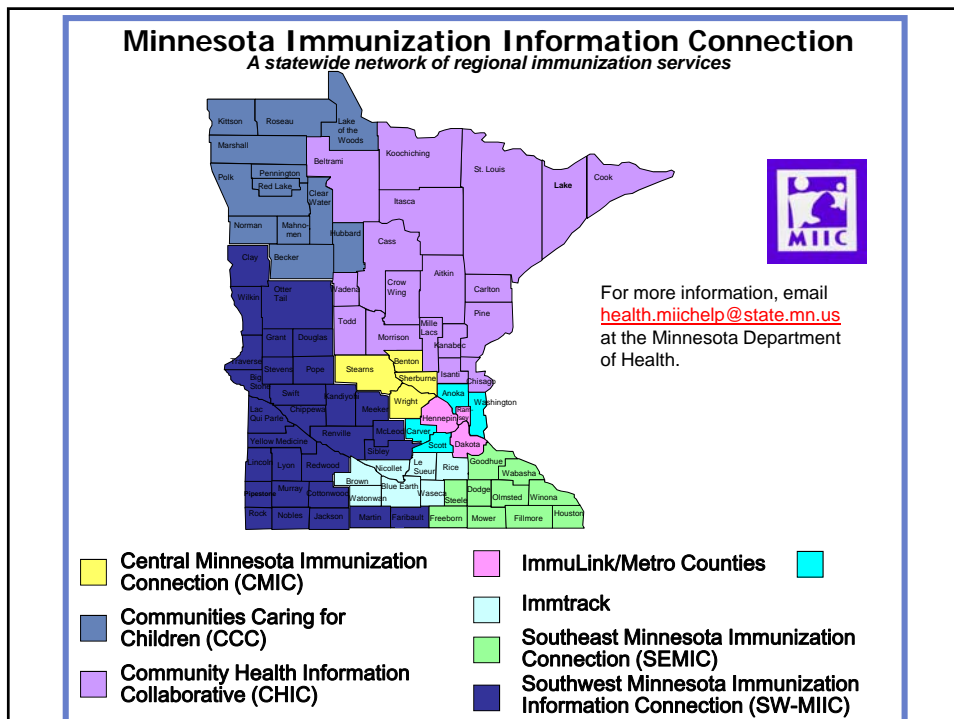 Minnesota Immunization Information Connection
A statewide network of regional immunization services
Kittson
Roseau
Lake
of the
Woods
Marshall
Beltrami
Koochiching
St. Louis
Lake
Cook
Polk
Pennington
Red Lake
Clear
Water
Itasca
Norman
Mahno-
men
Hubbard
Cass
Clay
Becker
Aitkin
Wilkin
Otter
Tail
Wadena
Crow
Wing
Carlton
Pine
Todd
Mille
Lacs
Grant
Douglas
Morrison
Kanabec
Traverse
Stevens
Pope
Stearns
Benton
Isanti
Big
Stone
Sherburne
Chisago
Swift
Kandiyohi
Anoka
Washington
Lac
Qui Parle
Chippewa
Meeker
Wright
Hennepin
Ram-
sey
Renville
McLeod
Carver
Yellow Medicine
Sibley
Scott
Dakota
Lincoln
Lyon
Redwood
Nicollet
Le
Sueur
Rice
Goodhue
Wabasha
Brown
Pipestone
Murray
Cottonwood
Watonwan
Blue Earth
Waseca
Steele
Dodge
Olmsted
Winona
Rock
Nobles
Jackson
Martin
Faribault
Freeborn
Mower
Fillmore
Houston
MIIC
For more information, email
health.miichelp@state.mn.us
at the Minnesota Department
of Health.
Central Minnesota Immunization
Connection (CMIC)
Communities Caring for
Children (CCC)
Community Health Information
Collaborative (CHIC)
ImmuLink/Metro Counties
Immtrack
Southeast Minnesota Immunization
Connection (SEMIC)
Southwest Minnesota Immunization
Information Connection (SW-MIIC)